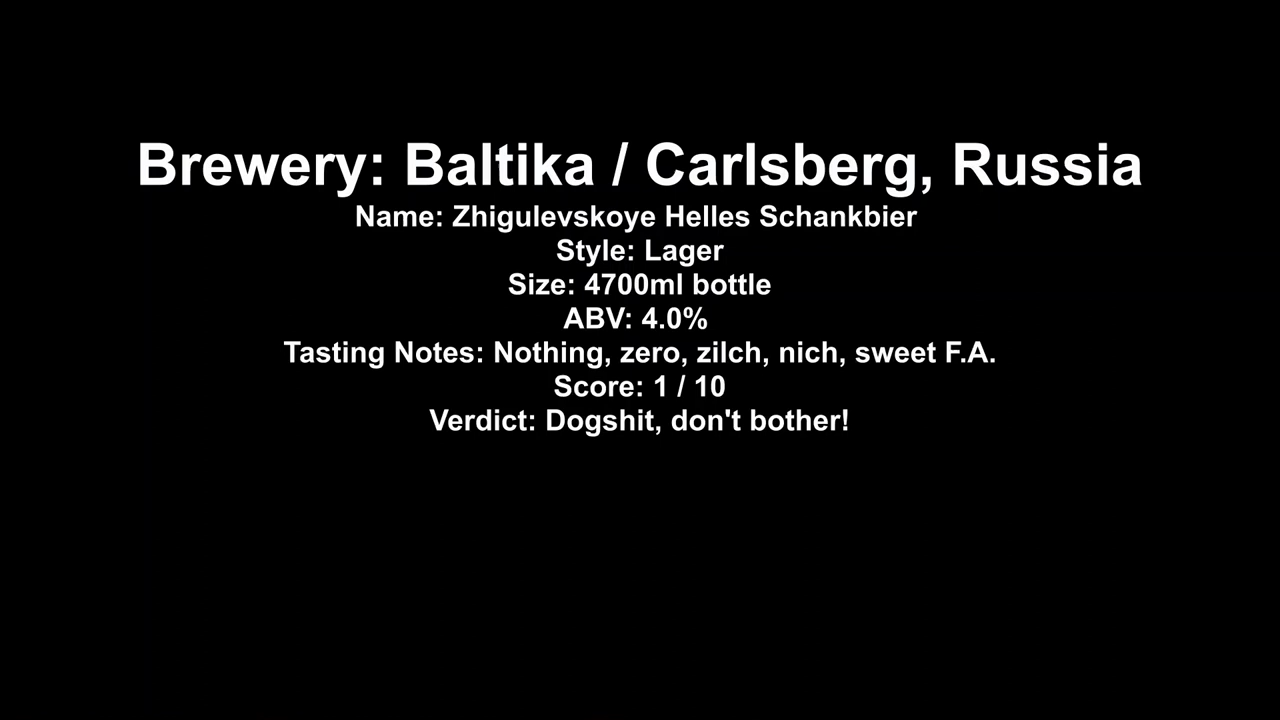 Brewery: Baltika / Carlsberg, Russia
Name: Zhigulevskoye Helles Schankbier
Style: Lager
Size: 4700ml bottle
ABV: 4.0%
Tasting Notes: Nothing, zero, zilch, nich, sweet F.A.
Score: 1 / 10
Verdict: Dogshit, don't bother!